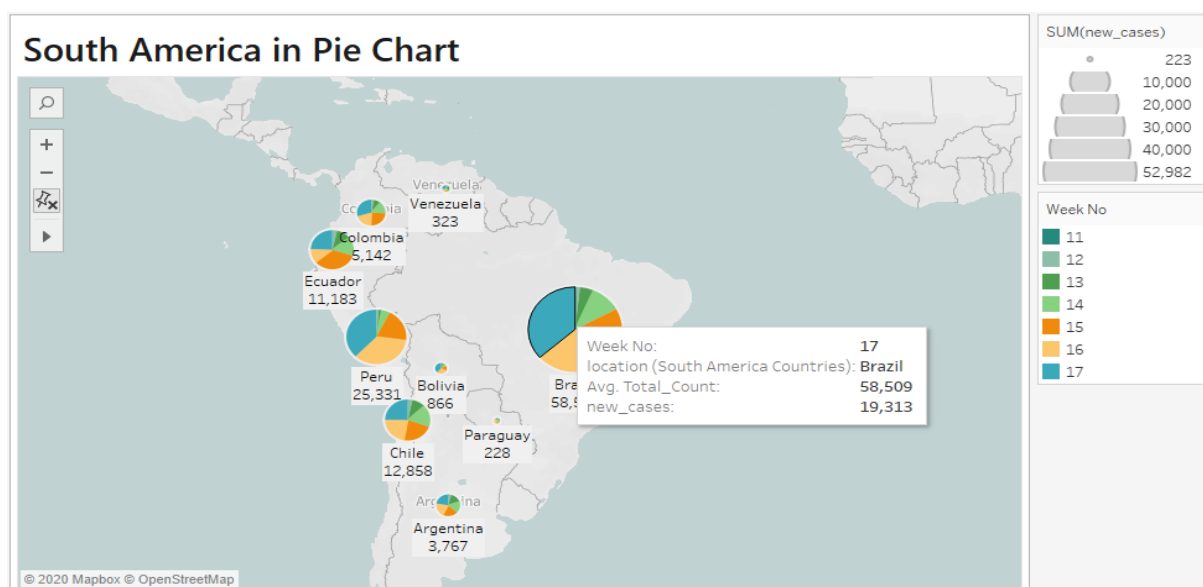 South America in Pie Chart
Venezuela
Venezuela
323
Colombia
5,142
Ecuador
11,183
Peru
25,331
Bolivia
866
Paraguay
228
Chile
12,858
Argentina
3,767
Week No: 17
location (South America Countries): Brazil
Avg. Total_Count: 58,509
new_cases: 19,313
© 2020 Mapbox © OpenStreetMap
SUM(new_cases)
223
10,000
20,000
30,000
40,000
52,982
Week No
11
12
13
14
15
16
17